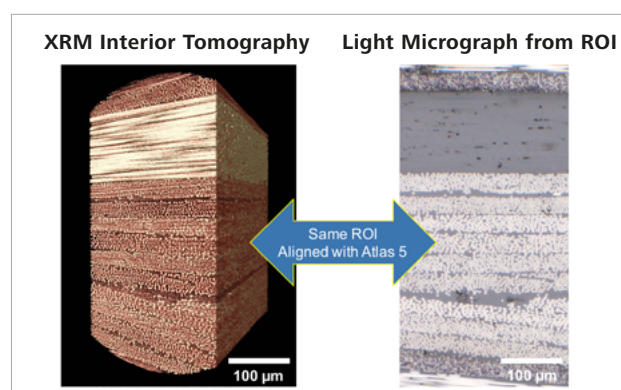 XRM Interior Tomography
Light Micrograph from ROI
Same ROI
Aligned with Atlas 5
100 µm
100 µm